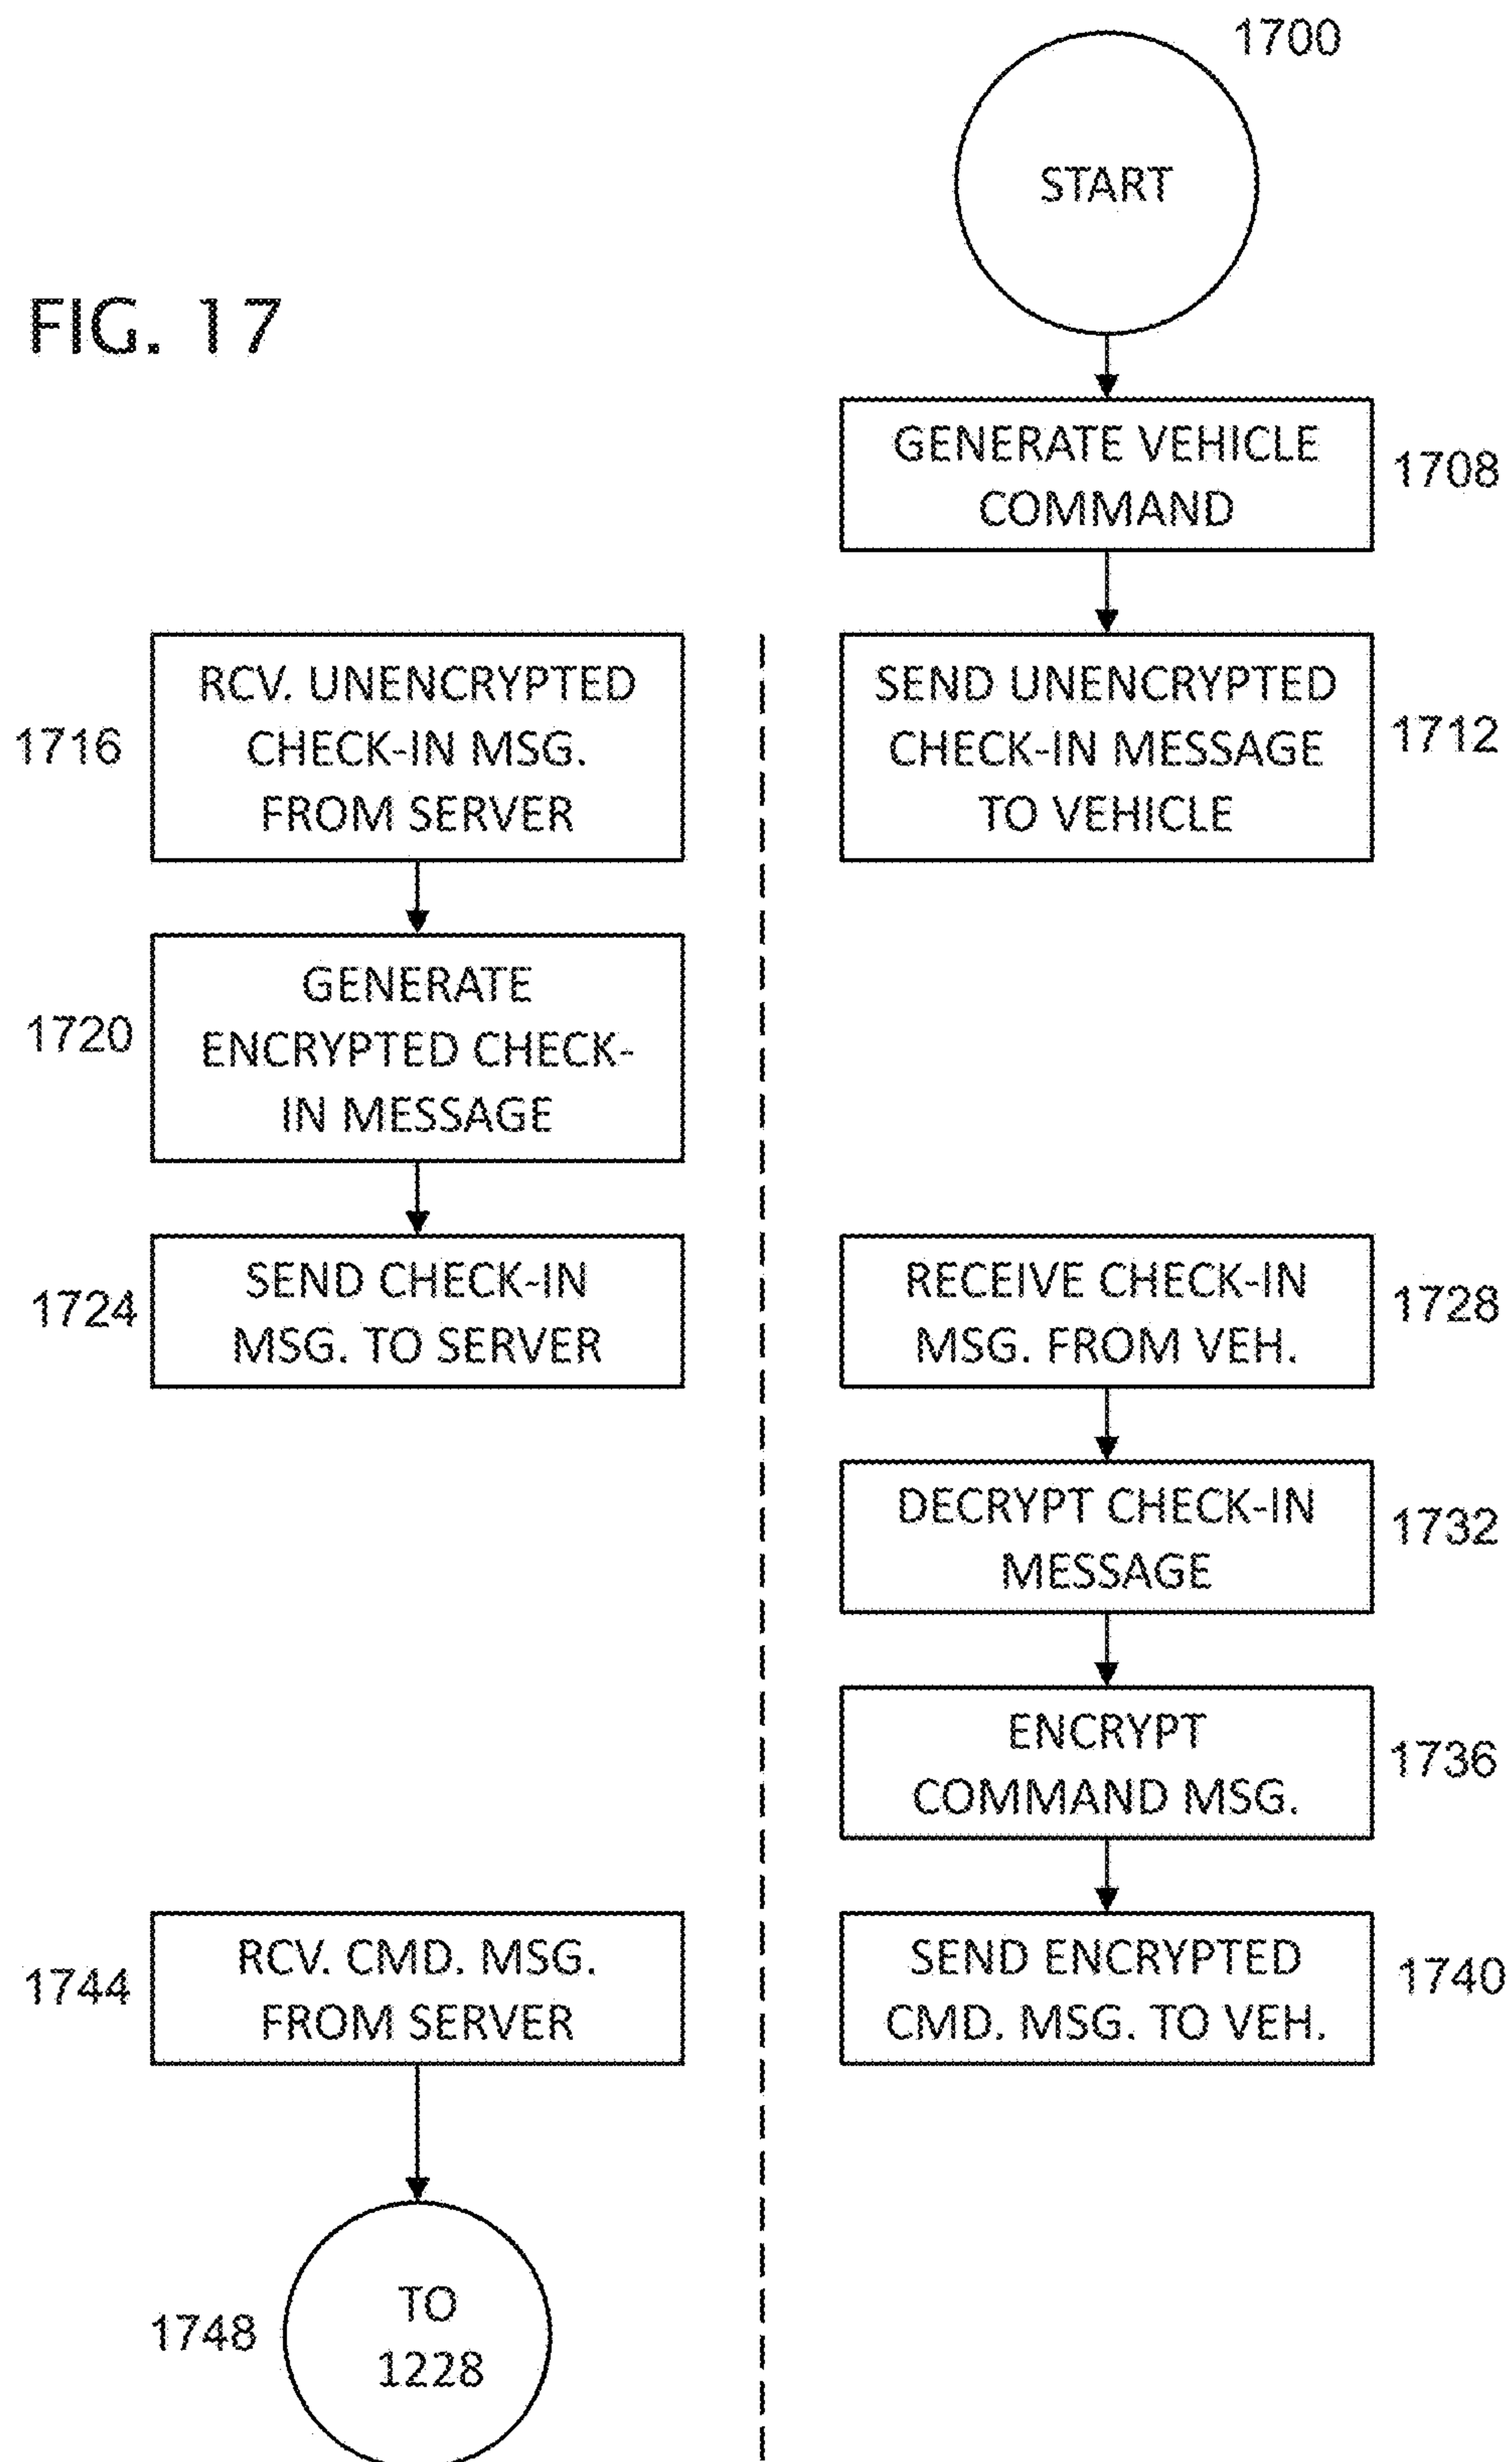 1700
START
FIG. 17
GENERATE VEHICLE
COMMAND
1708
RCV. UNENCRYPTED
CHECK-IN MSG.
FROM SERVER
1716
SEND UNENCRYPTED
CHECK-IN MESSAGE
TO VEHICLE
1712
GENERATE
ENCRYPTED CHECK-
IN MESSAGE
1720
SEND CHECK-IN
MSG. TO SERVER
1724
RECEIVE CHECK-IN
MSG. FROM VEH.
1728
DECRYPT CHECK-IN
MESSAGE
1732
ENCRYPT
COMMAND MSG.
1736
SEND ENCRYPTED
CMD. MSG. TO VEH.
1740
RCV. CMD. MSG.
FROM SERVER
1744
TO
1228
1748